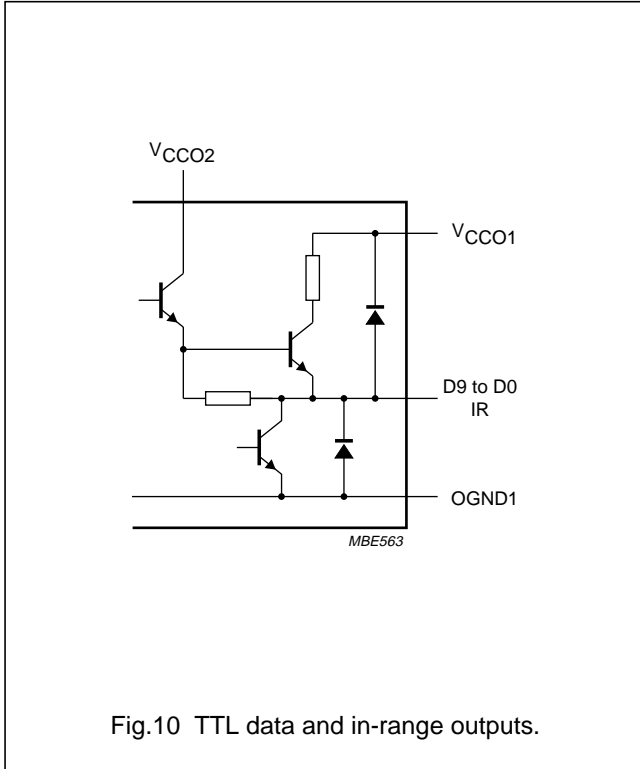 VCCO2
VCCO1
D9 to D0
IR
OGND1
MBE563
Fig.10 TTL data and in-range outputs.